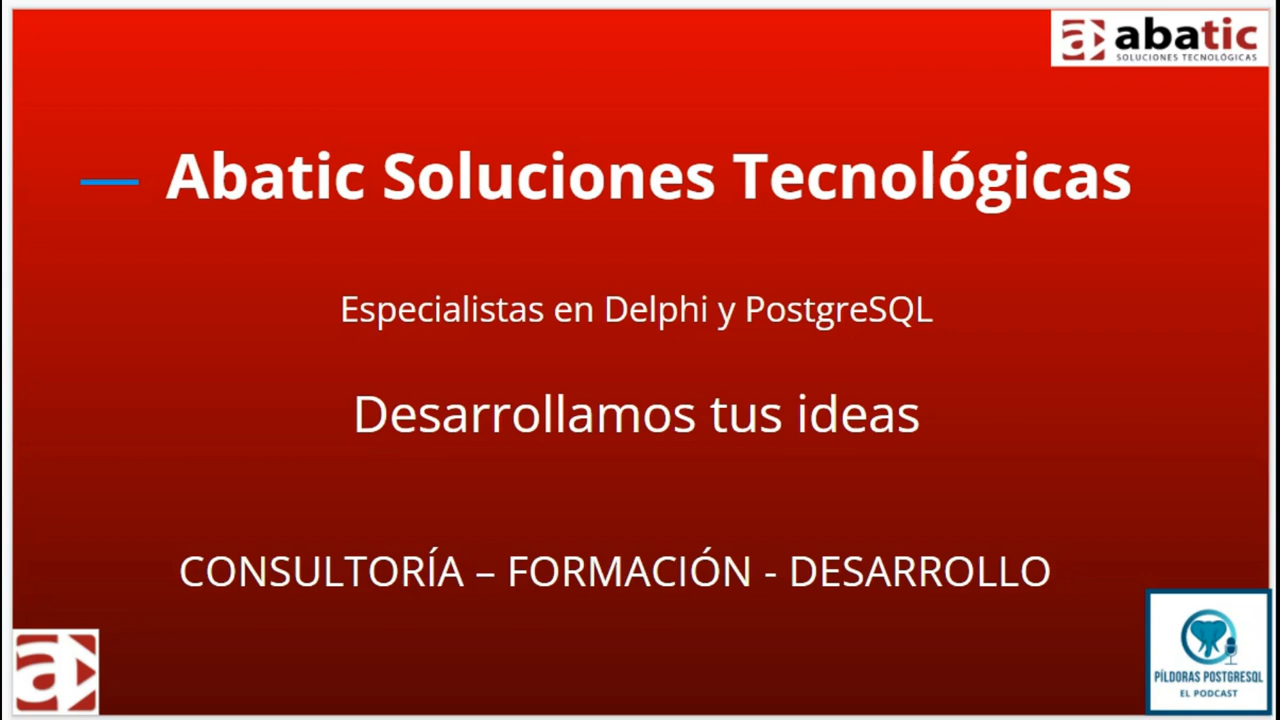 abatic
SOLUCIONES TECNOLÓGICAS
Abatic Soluciones Tecnológicas
Especialistas en Delphi y PostgreSQL
Desarrollamos tus ideas
CONSULTORÍA – FORMACIÓN - DESARROLLO
a
PÍLDORAS POSTGRESQL
EL PODCAST